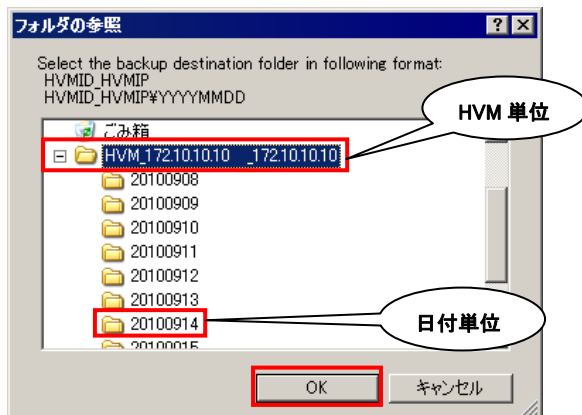 フォルダの参照
Select the backup destination folder in following format:
HVMID_HVMIP
HVMID_HVMIP¥YYYYMMDD
HVM 単位
ごみ箱
HVM_172.10.10.10 _172.10.10.10
20100908
20100909
20100910
20100911
20100912
20100913
20100914
日付単位
20100915
OK キャンセル